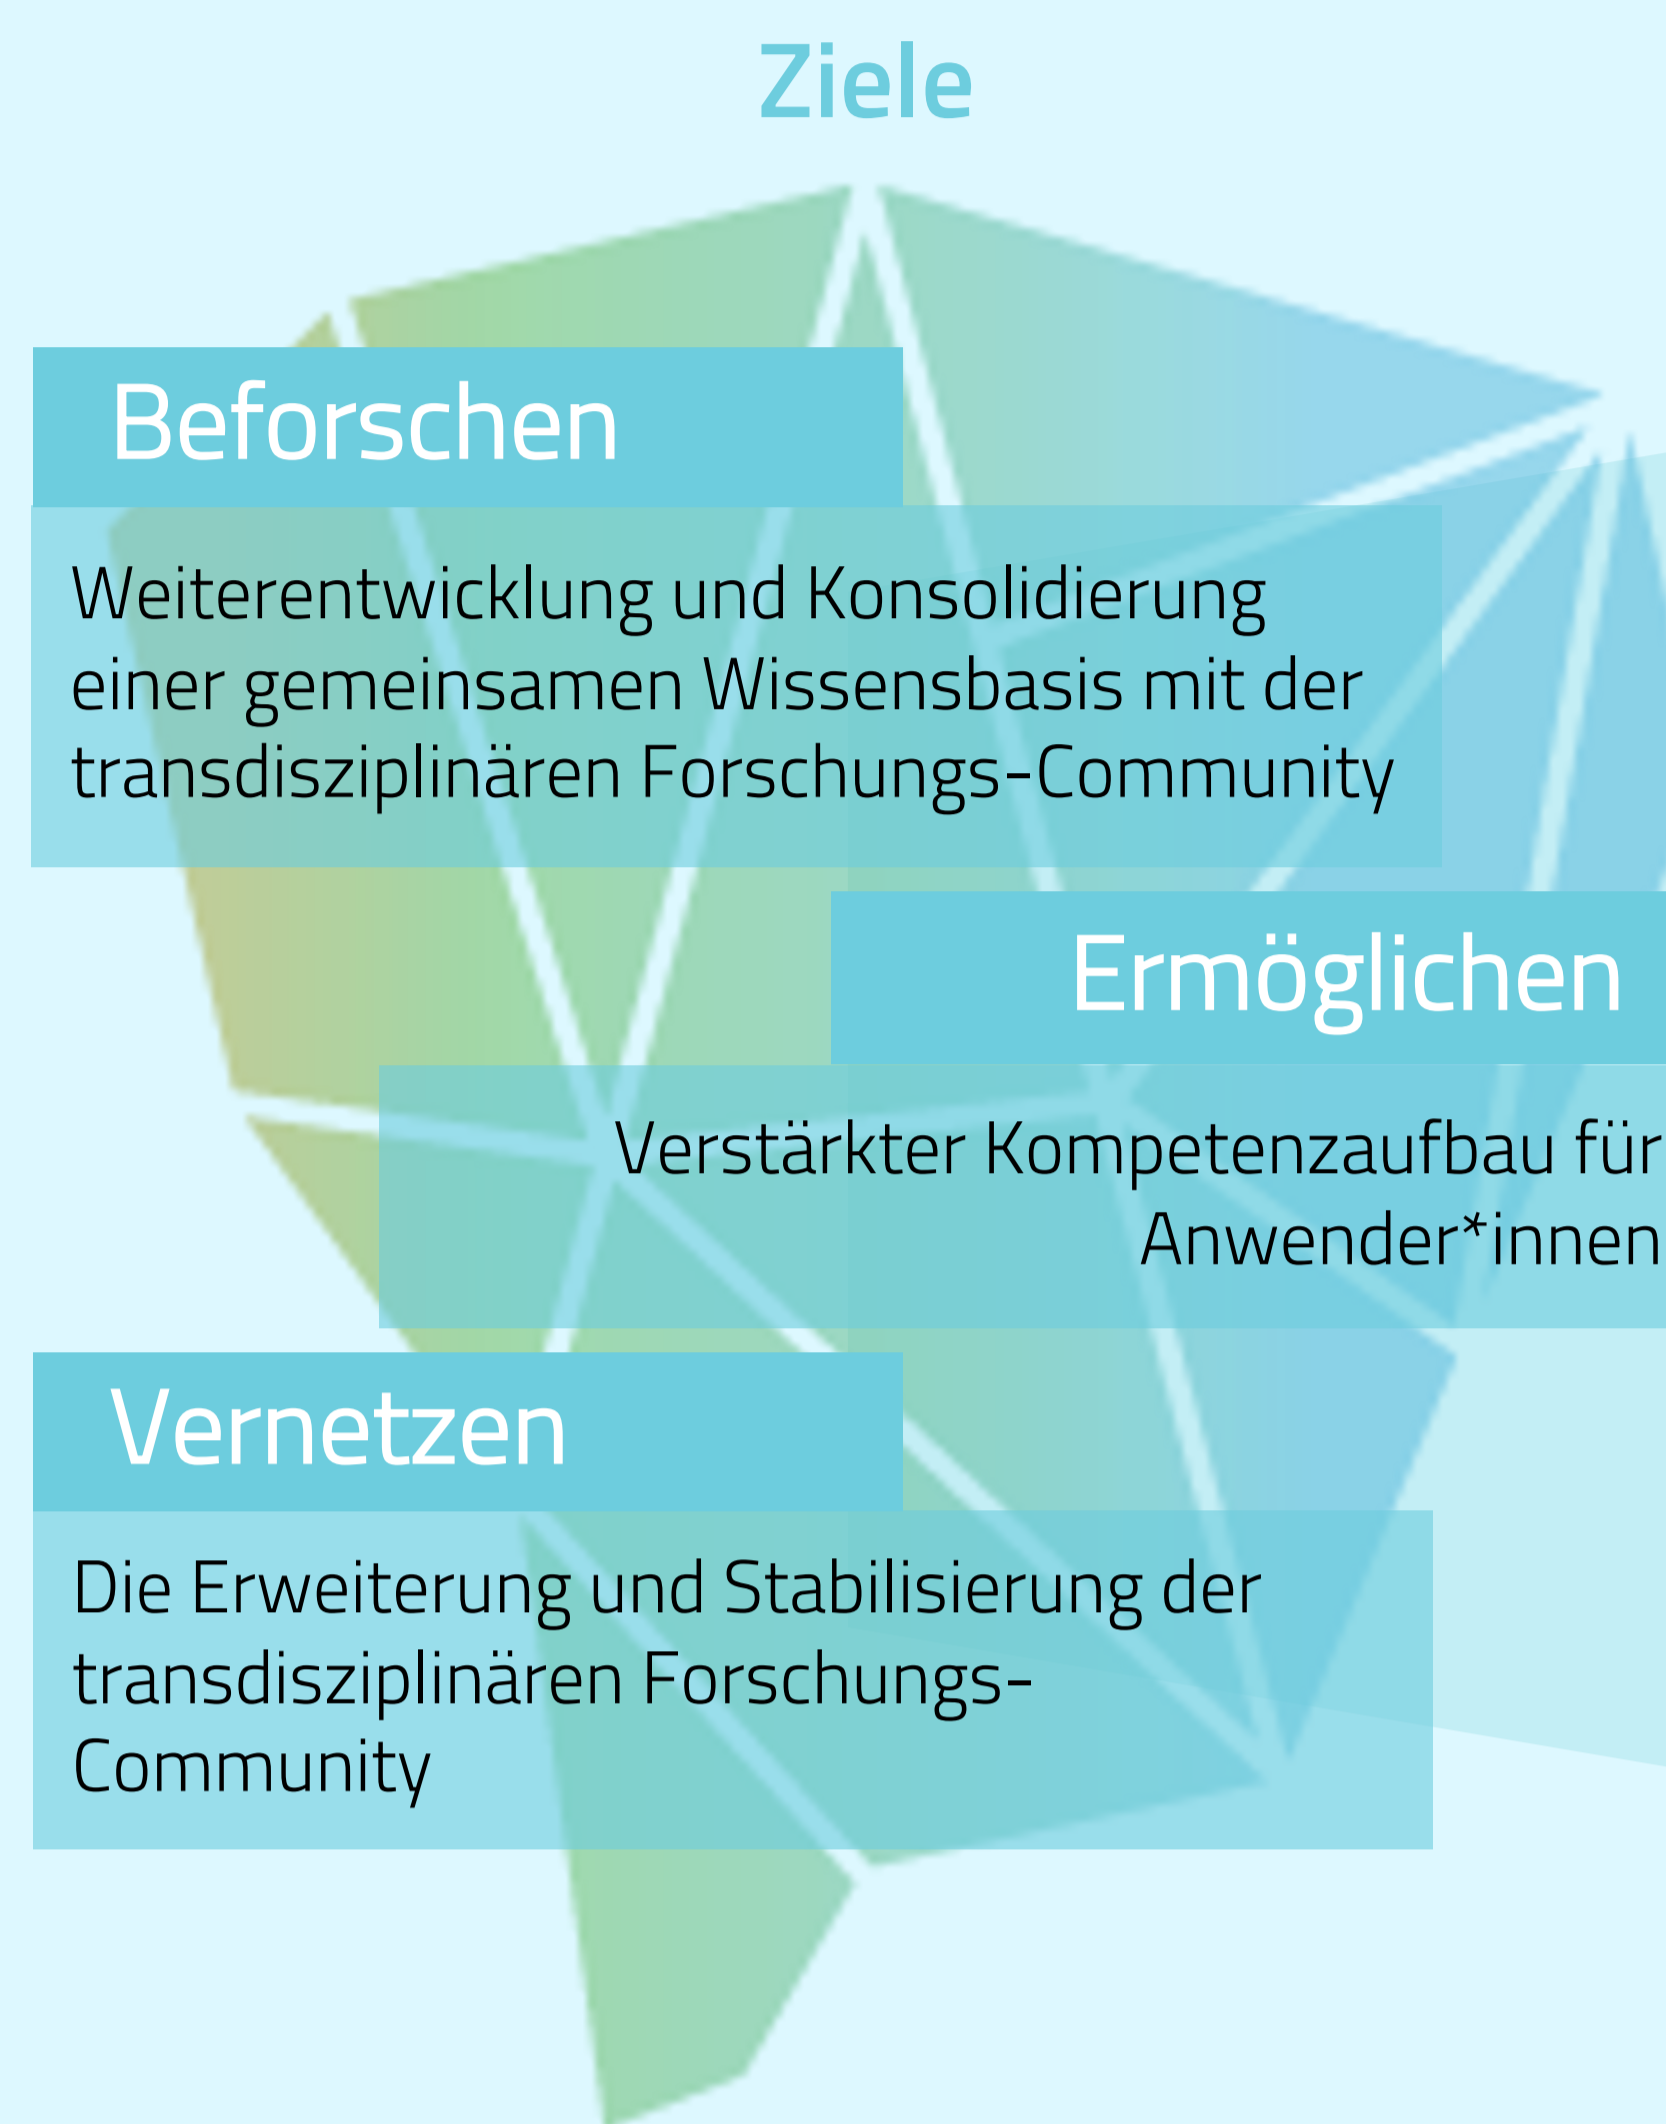 Ziele
Beforschen
Weiterentwicklung und Konsolidierung
einer gemeinsamen Wissensbasis mit der
transdisziplinären Forschungs-Community
Ermöglichen
Verstärkter Kompetenzaufbau für
Anwender*innen
Vernetzen
Die Erweiterung und Stabilisierung der
transdisziplinären Forschungs-
Community